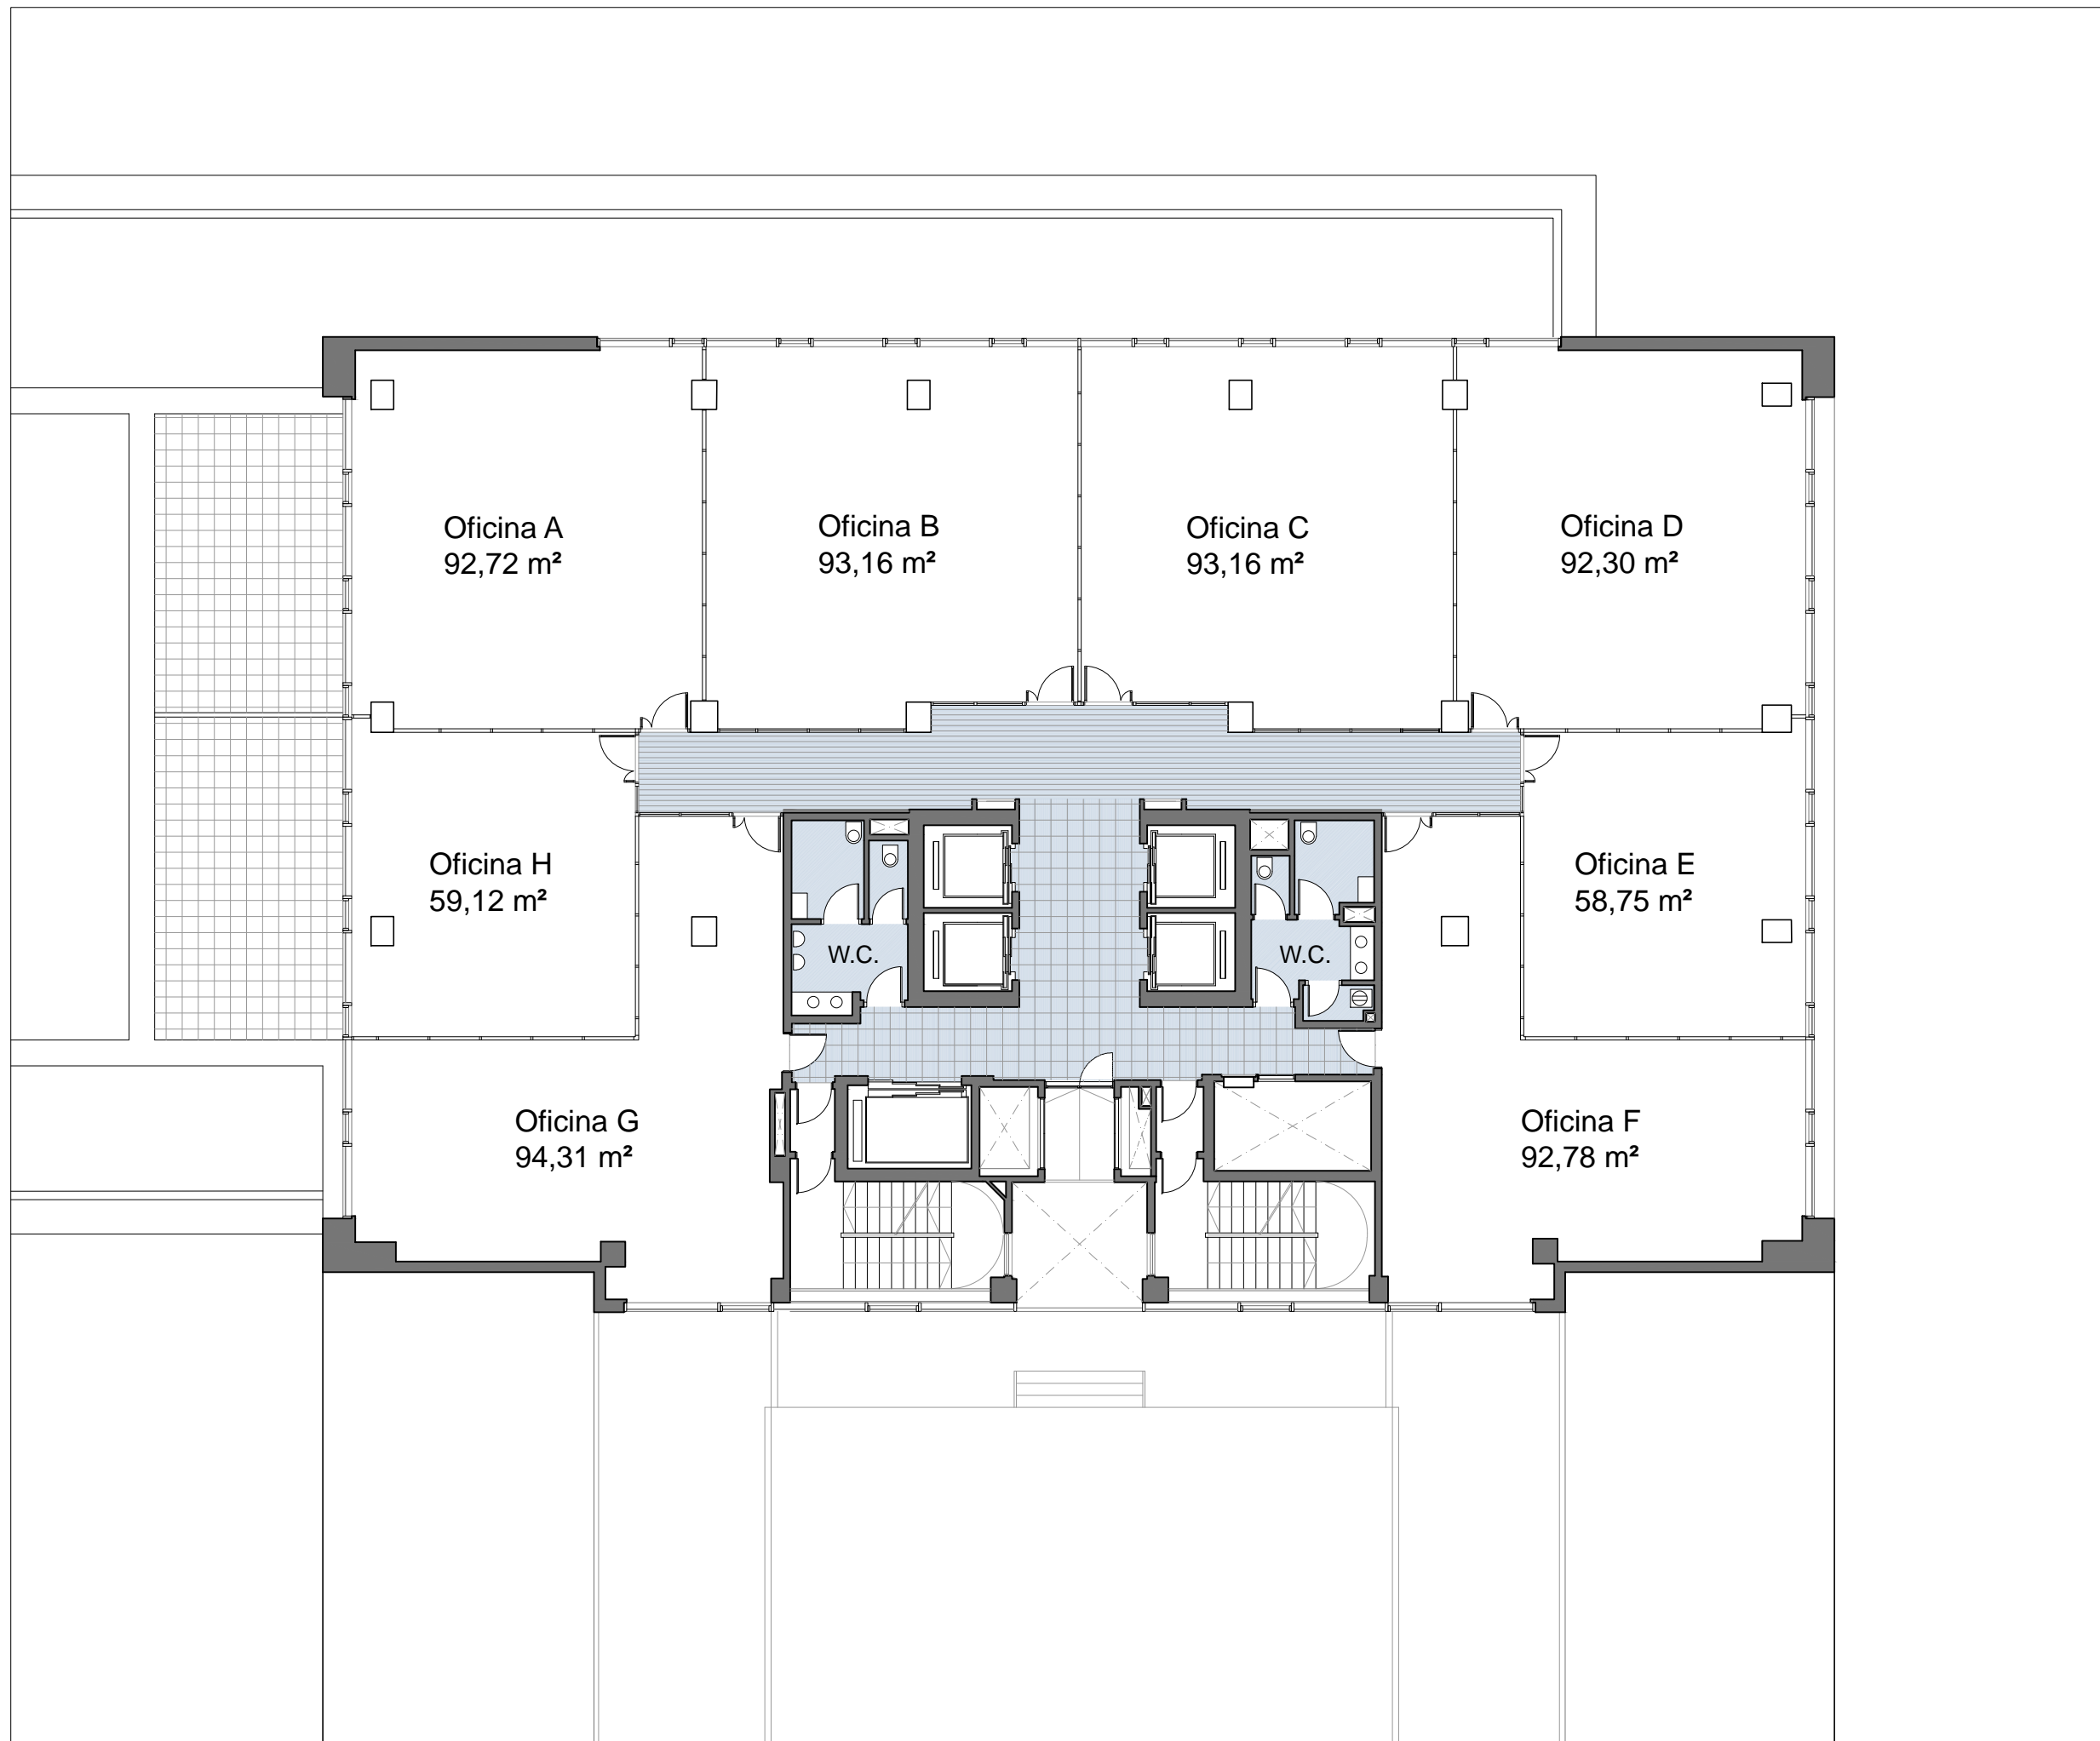 Oficina A
92,72 m²
Oficina B
93,16 m²
Oficina C
93,16 m²
Oficina D
92,30 m²
Oficina H
59,12 m²
Oficina E
58,75 m²
W.C.
W.C.
Oficina G
94,31 m²
Oficina F
92,78 m²